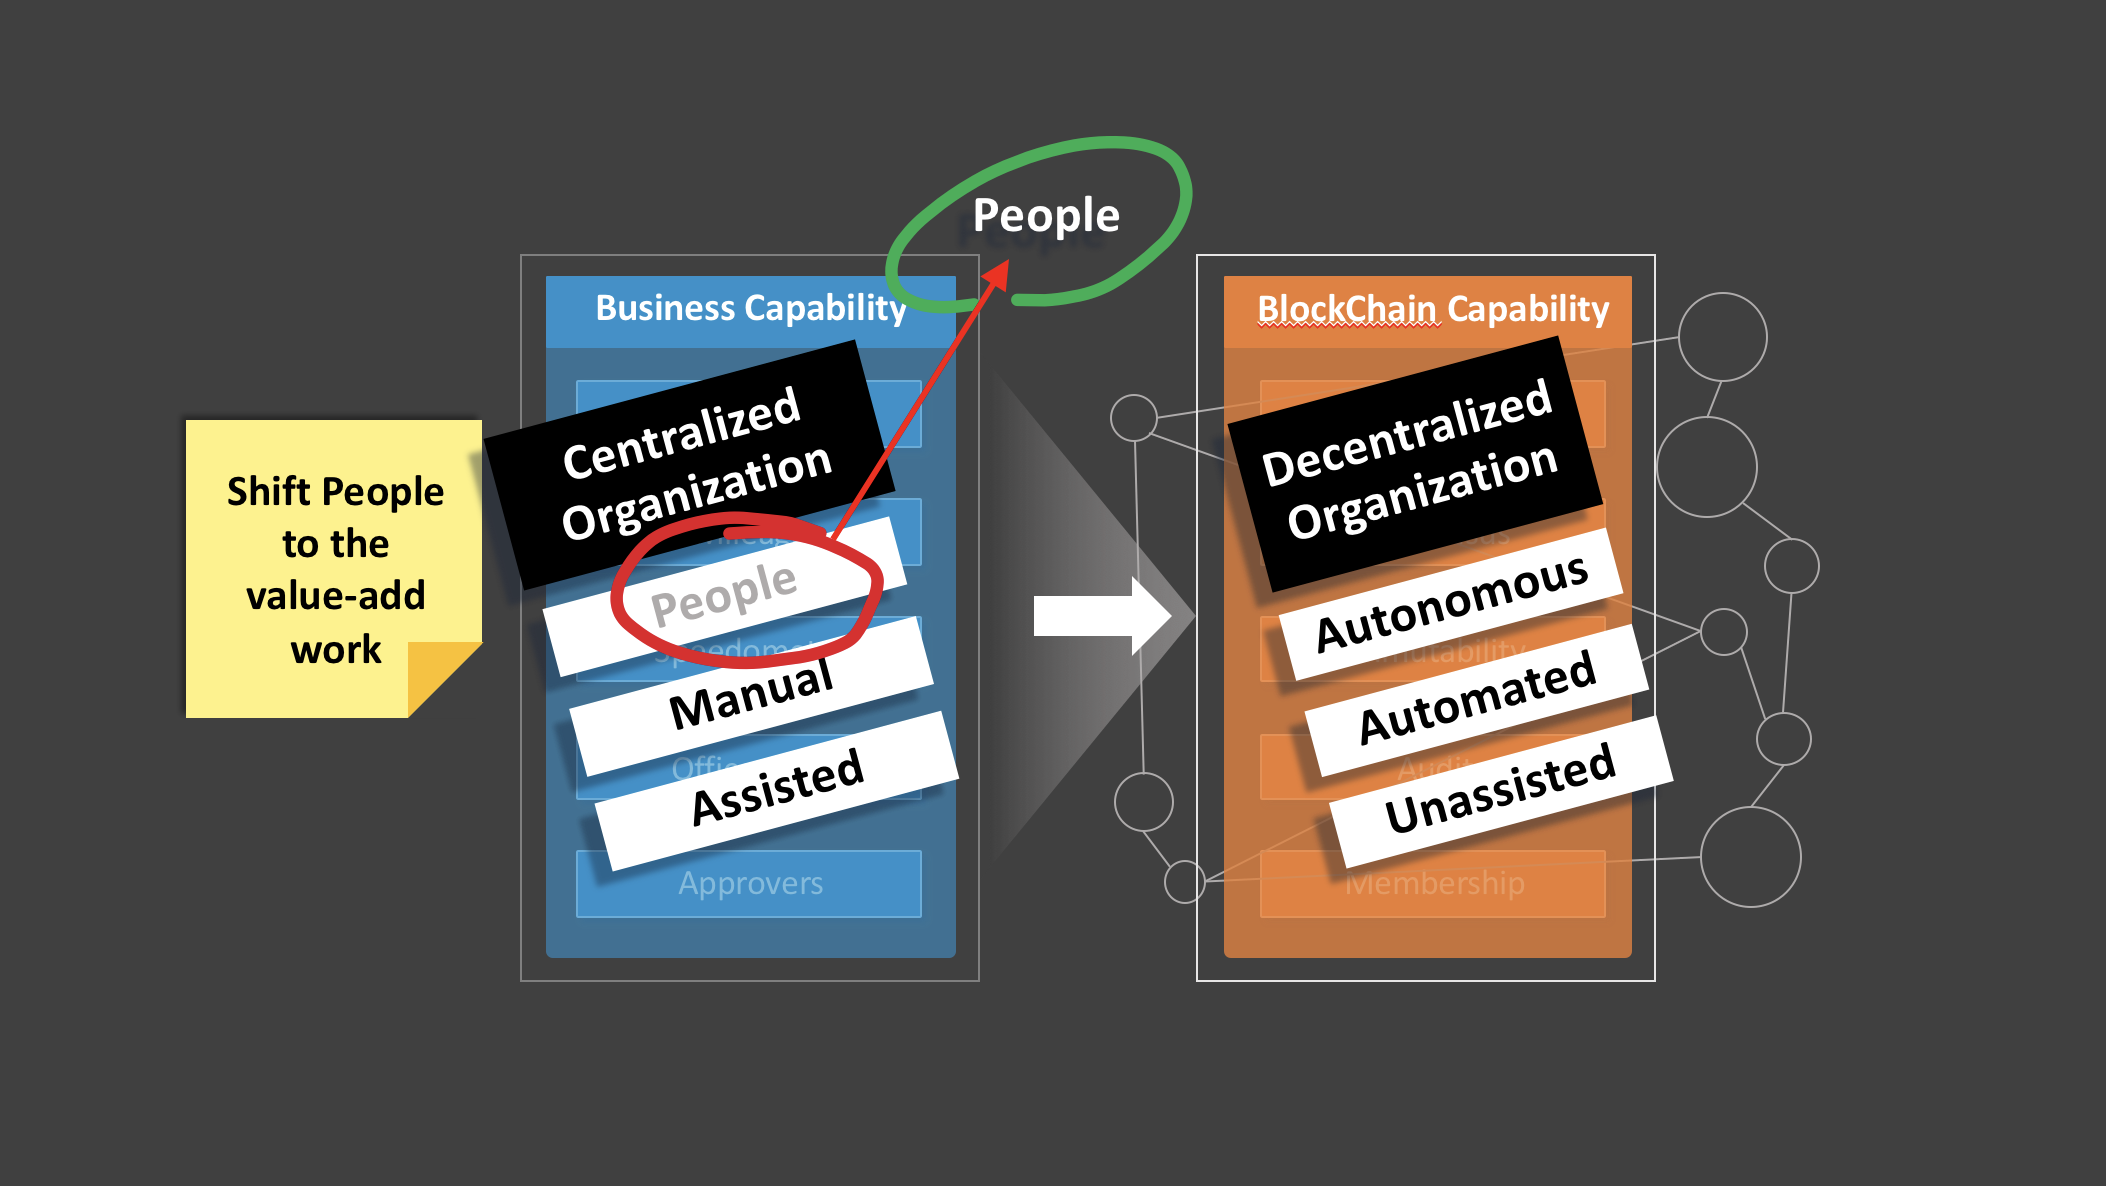 People
Business Capability
Centralized
Organization
People
Manual
Assisted
Approvers
Shift People
to the
value-add
work
BlockChain Capability
Decentralized
Organization
Autonomous
Automated
Unassisted
Membership